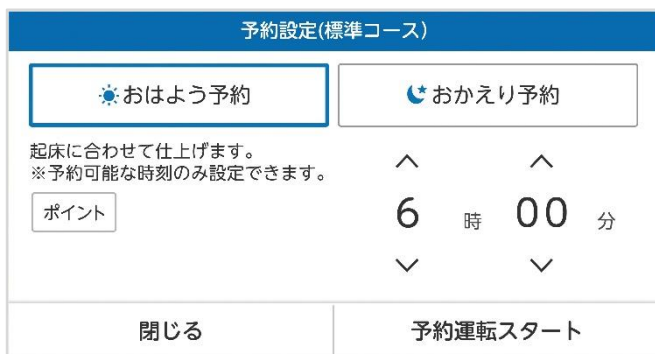 予約設定(標準コース)
おはよう予約
おかえり予約
起床に合わせて仕上げます。
※予約可能な時刻のみ設定できます。
ポイント
6 時 00 分
閉じる
予約運転スタート